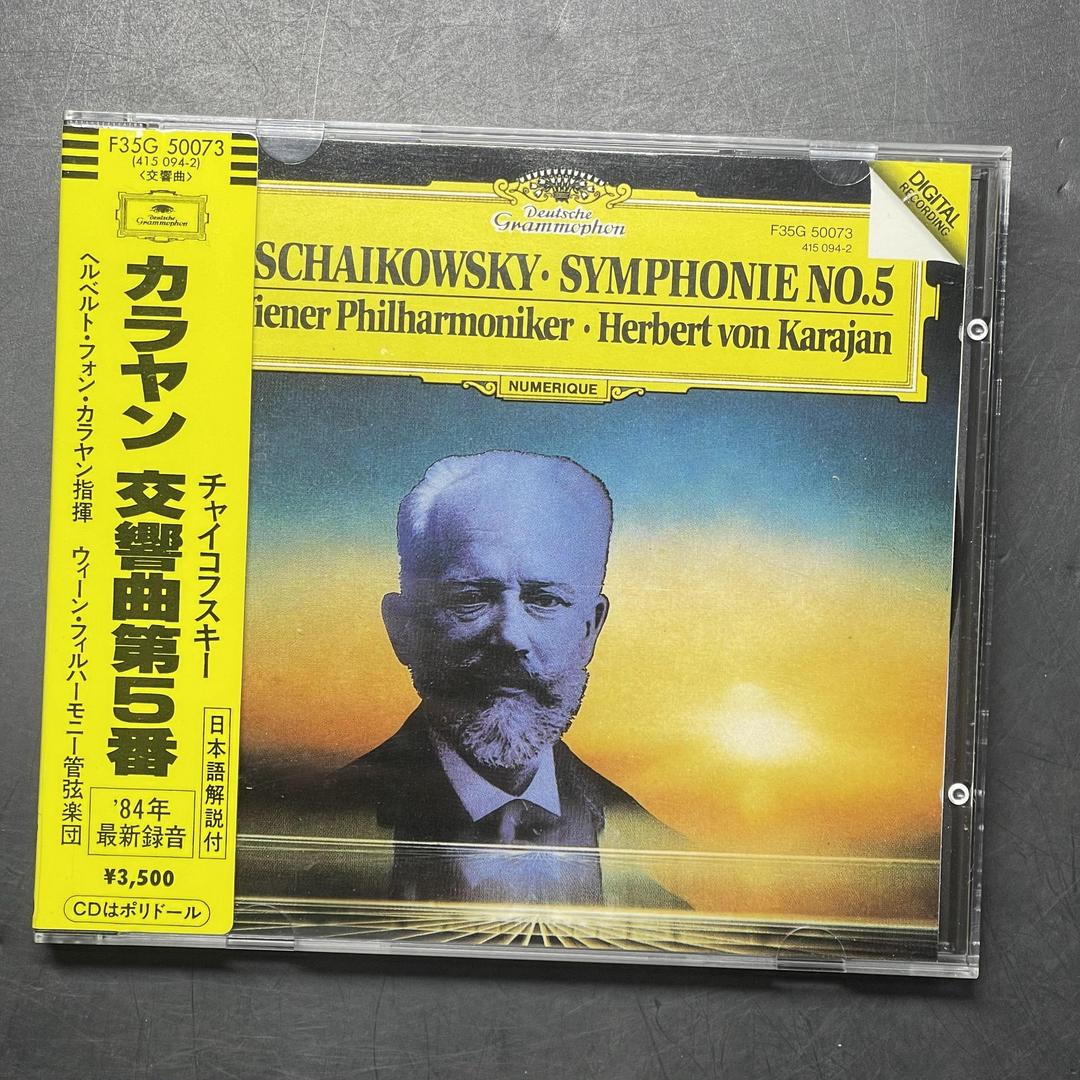 F35G 50073
(415 094-2)
〈交響曲〉
Deutsche
Grammophon
チャイコフスキー
カラヤン 交響曲第5番
ヘルベルト・フォン・カラヤン指揮 ウィーン・フィルハーモニー管弦楽団
日本語解説付
'84年
最新録音
¥3,500
CDはポリドール
Deutsche
Grammophon
F35G 50073
415 094-2
DIGITAL
RECORDING
SCHAIKOWSKY · SYMPHONIE NO.5
iener Philharmoniker · Herbert von Karajan
NUMERIQUE